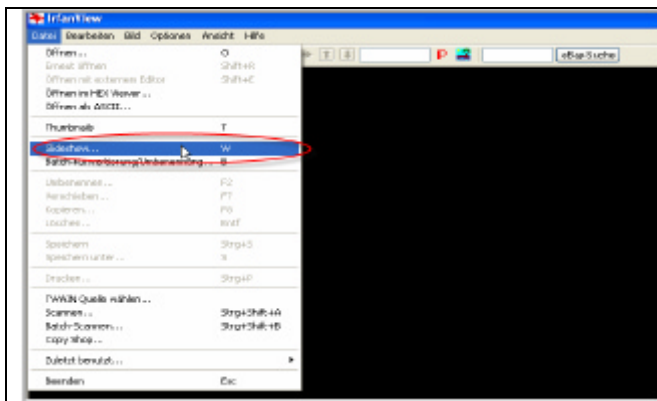 IrfanView
Datei Bearbeiten Bild Optionen Ansicht Hilfe
Öffnen... O
Erneut öffnen Shift+R
Öffnen mit externem Editor Shift+E
Öffnen im HEX Viewer...
Öffnen als ASCII...
eBay-Suche
Thumbnails T
Slideshow... W
Batch-Konvertierung/Umbenennung... B
Umbenennen... F2
Verschieben... F7
Kopieren... F8
Löschen... Entf
Speichern Strg+S
Speichern unter... S
Drucken... Strg+P
TWAIN Quelle wählen...
Scannen... Strg+Shift+A
Batch-Scannen... Strg+Shift+B
Copy Shop...
Zuletzt benutzt...
Beenden Esc